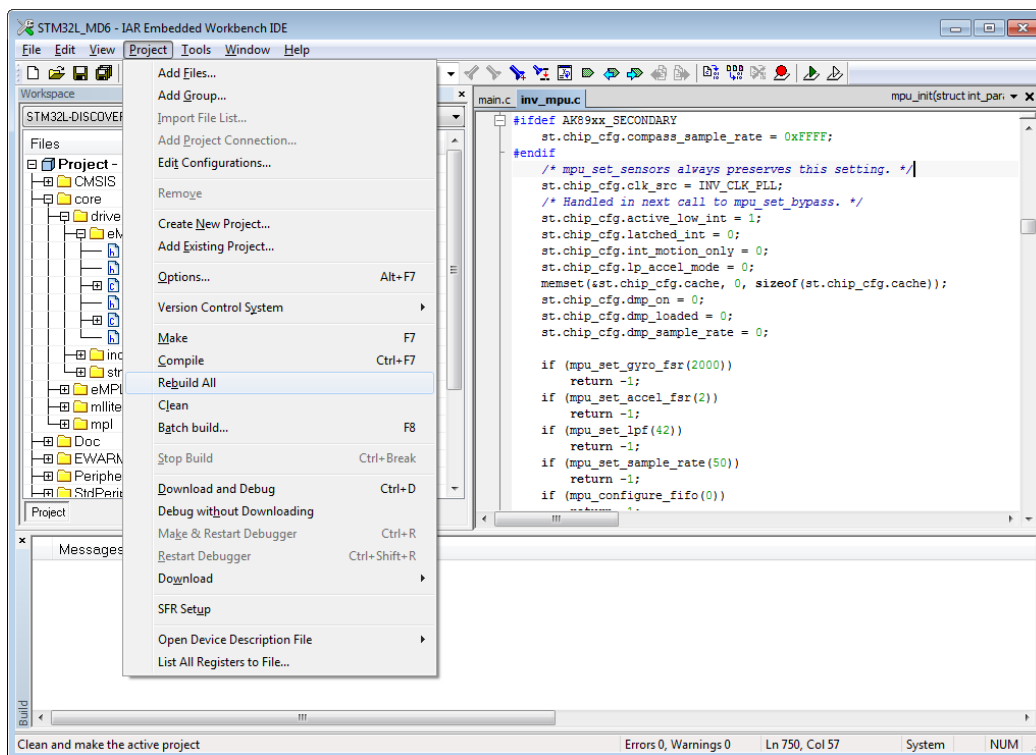 STM32L_MD6 - IAR Embedded Workbench IDE
File Edit View Project Tools Window Help
Workspace
STM32L-DISCOVER
Files
Project -
CMSIS
core
drive
eM
inc
str
eMPL
mllite
mpl
Doc
EWARM
Periphe
StdPerip
Project
Add Files...
Add Group...
Import File List...
Add Project Connection...
Edit Configurations...
Remove
Create New Project...
Add Existing Project...
Options... Alt+F7
Version Control System
Make F7
Compile Ctrl+F7
Rebuild All
Clean
Batch build... F8
Stop Build Ctrl+Break
Download and Debug Ctrl+D
Debug without Downloading
Make & Restart Debugger Ctrl+R
Restart Debugger Ctrl+Shift+R
Download
SFR Setup
Open Device Description File
List All Registers to File...
main.c inv_mpu.c mpu_init(struct int_para
#ifdef AK89xx_SECONDARY
st.chip_cfg.compass_sample_rate = 0xFFFF;
#endif
/* mpu_set_sensors always preserves this setting. */
st.chip_cfg.clk_src = INV_CLK_PLL;
/* Handled in next call to mpu_set_bypass. */
st.chip_cfg.active_low_int = 1;
st.chip_cfg.latched_int = 0;
st.chip_cfg.int_motion_only = 0;
st.chip_cfg.lp_accel_mode = 0;
memset(&st.chip_cfg.cache, 0, sizeof(st.chip_cfg.cache));
st.chip_cfg.dmp_on = 0;
st.chip_cfg.dmp_loaded = 0;
st.chip_cfg.dmp_sample_rate = 0;
if (mpu_set_gyro_fsr(2000))
return -1;
if (mpu_set_accel_fsr(2))
return -1;
if (mpu_set_lpf(42))
return -1;
if (mpu_set_sample_rate(50))
return -1;
if (mpu_configure_fifo(0))
return -1;
Messages
Build
Clean and make the active project Errors 0, Warnings 0 Ln 750, Col 57 System NUM